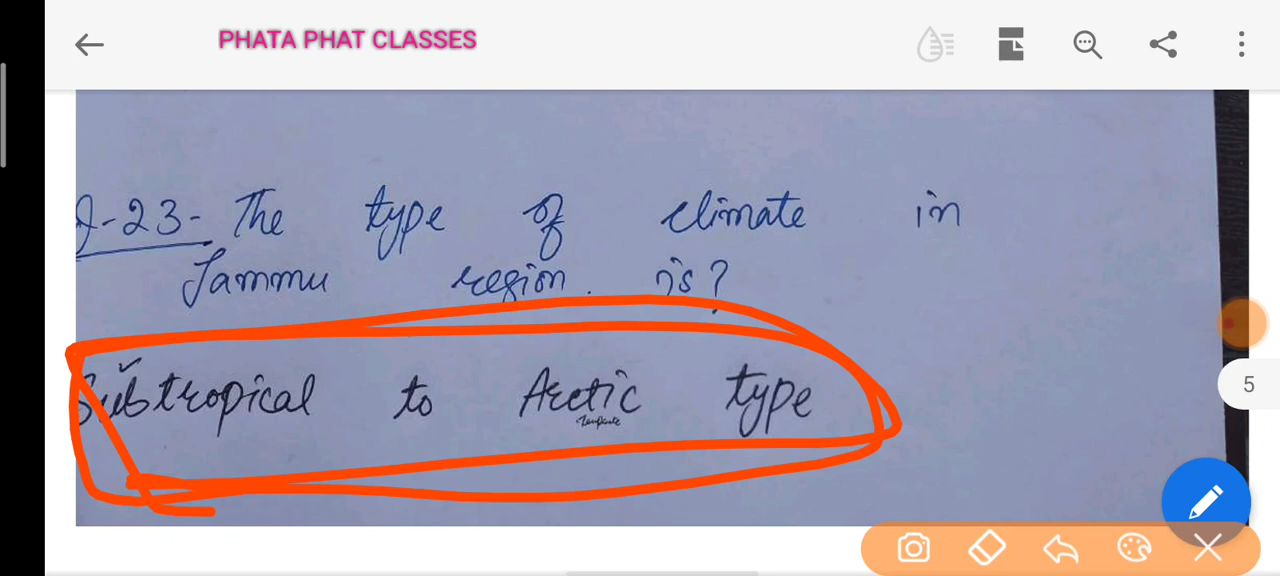 PHATA PHAT CLASSES
Q-23- The type of climate in
Jammu region is?
Subtropical to Arctic type
5